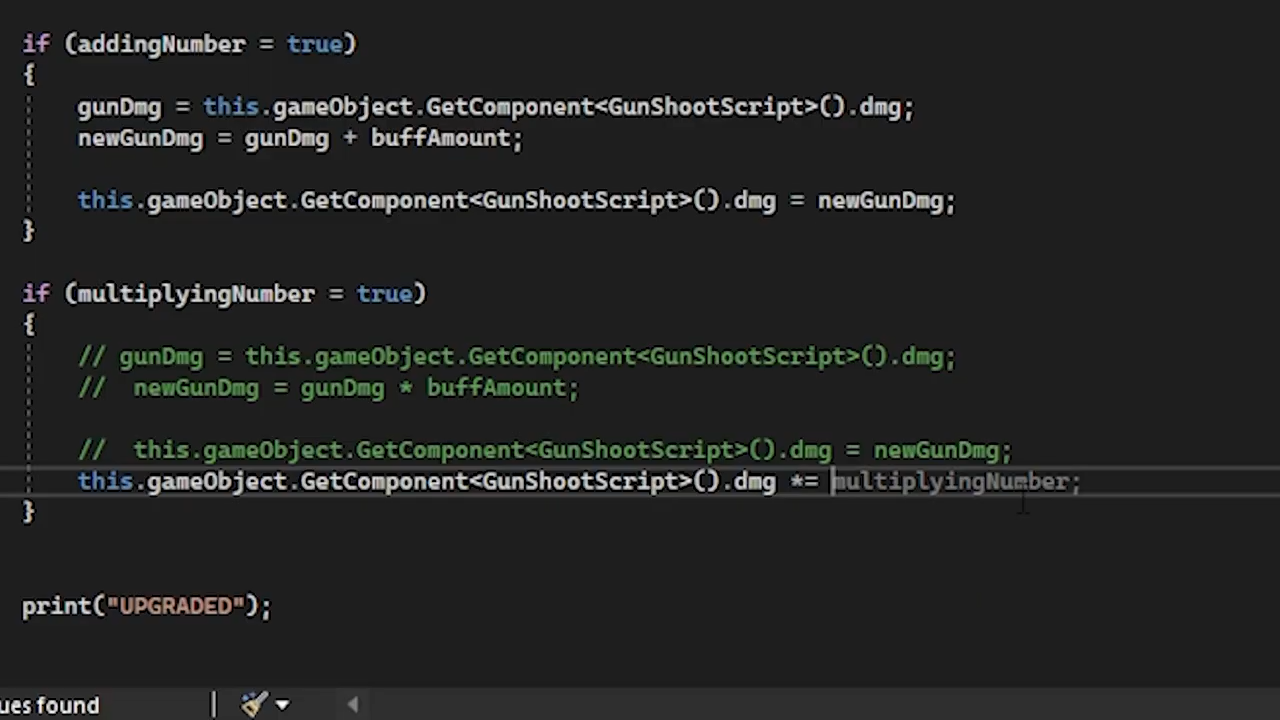 if (addingNumber = true)
{
gunDmg = this.gameObject.GetComponent<GunShootScript>().dmg;
newGunDmg = gunDmg + buffAmount;
this.gameObject.GetComponent<GunShootScript>().dmg = newGunDmg;
}
if (multiplyingNumber = true)
{
// gunDmg = this.gameObject.GetComponent<GunShootScript>().dmg;
// newGunDmg = gunDmg * buffAmount;
// this.gameObject.GetComponent<GunShootScript>().dmg = newGunDmg;
this.gameObject.GetComponent<GunShootScript>().dmg *= multiplyingNumber;
}
print("UPGRADED");
ues found